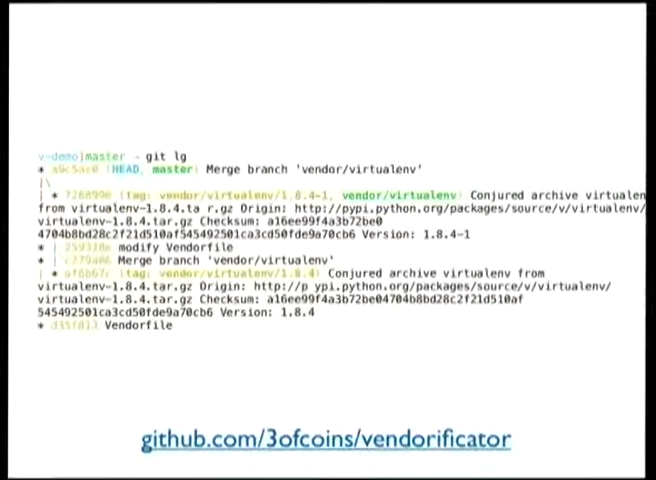 v-demo|master → git lg
* a9c5ac0 (HEAD, master) Merge branch 'vendor/virtualenv'
|\
| * 7268990 (tag: vendor/virtualenv/1.8.4-1, vendor/virtualenv) Conjured archive virtualen
from virtualenv-1.8.4.ta r.gz Origin: http://pypi.python.org/packages/source/v/virtualenv/
virtualenv-1.8.4.tar.gz Checksum: a16ee99f4a3b72be0
4704b8bd28c2f21d510af545492501ca3cd50fde9a70cb6 Version: 1.8.4-1
* | modify Vendorfile
* | Merge branch 'vendor/virtualenv'
| * (tag: vendor/virtualenv/1.8.4) Conjured archive virtualenv from
virtualenv-1.8.4.tar.gz Origin: http://p ypi.python.org/packages/source/v/virtualenv/
virtualenv-1.8.4.tar.gz Checksum: a16ee99f4a3b72be04704b8bd28c2f21d510af
545492501ca3cd50fde9a70cb6 Version: 1.8.4
* Vendorfile
github.com/3ofcoins/vendorificator